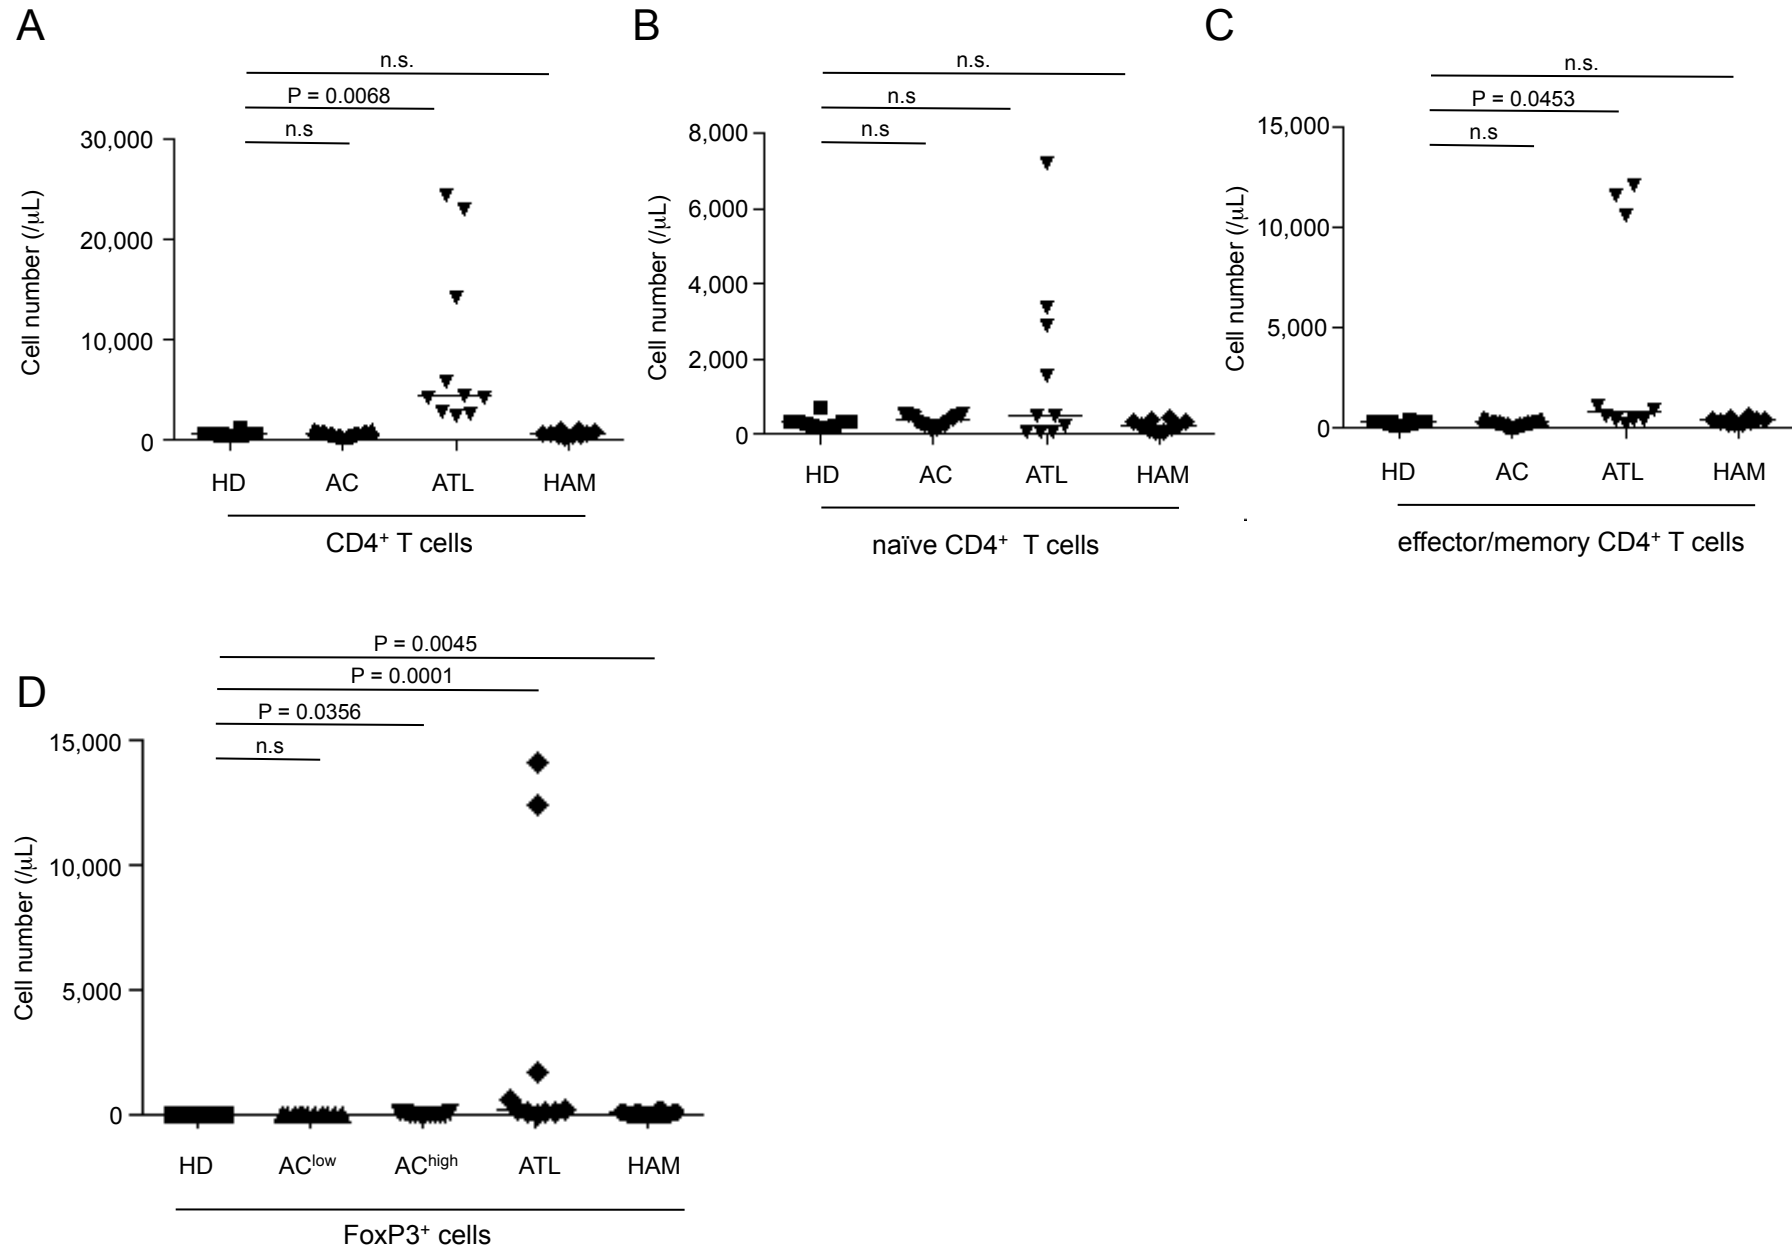 A
n.s.
P = 0.0068
n.s
30,000
20,000
10,000
0
Cell number (/μL)
HD AC ATL HAM
CD4⁺ T cells
B
n.s.
n.s
n.s
8,000
6,000
4,000
2,000
0
Cell number (/μL)
HD AC ATL HAM
naïve CD4⁺ T cells
C
n.s.
P = 0.0453
n.s
15,000
10,000
5,000
0
Cell number (/μL)
HD AC ATL HAM
effector/memory CD4⁺ T cells
D
P = 0.0045
P = 0.0001
P = 0.0356
n.s
15,000
10,000
5,000
0
Cell number (/μL)
HD AC^low AC^high ATL HAM
FoxP3⁺ cells